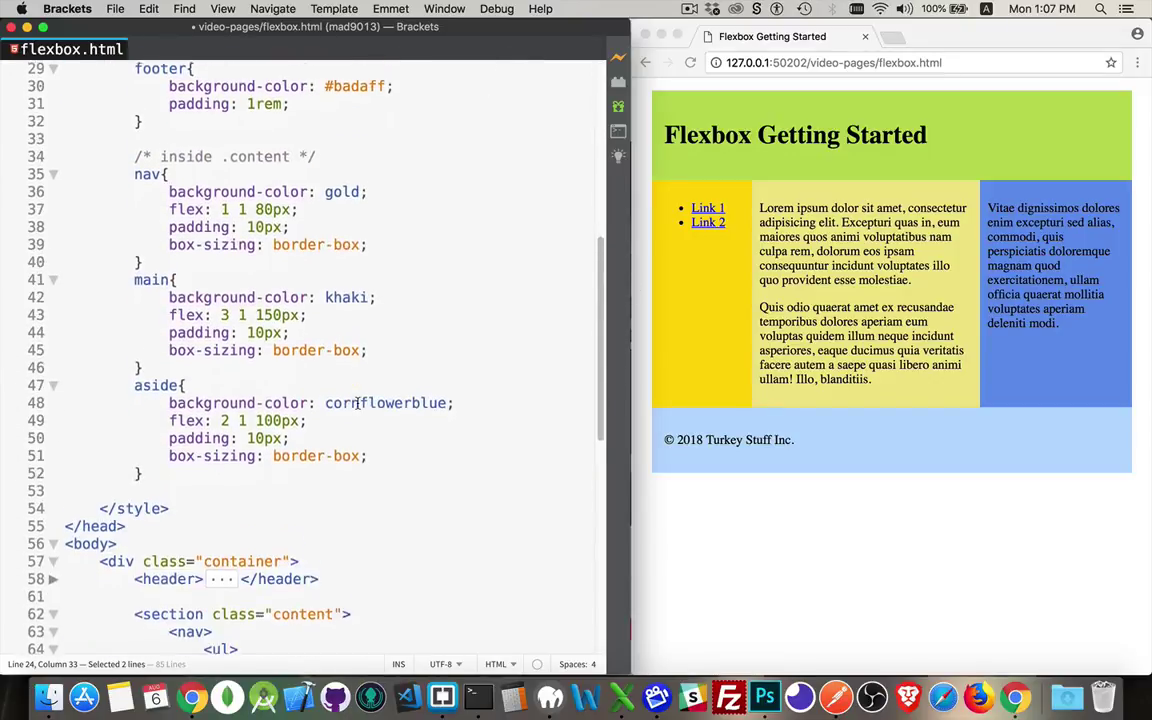 Brackets File Edit Find View Navigate Template Emmet Window Debug Help 100% Mon 1:07 PM
• video-pages/flexbox.html (mad9013) — Brackets
flexbox.html
29 footer{
30 background-color: #badaff;
31 padding: 1rem;
32 }
33
34 /* inside .content */
35 nav{
36 background-color: gold;
37 flex: 1 1 80px;
38 padding: 10px;
39 box-sizing: border-box;
40 }
41 main{
42 background-color: khaki;
43 flex: 3 1 150px;
44 padding: 10px;
45 box-sizing: border-box;
46 }
47 aside{
48 background-color: cornflowerblue;
49 flex: 2 1 100px;
50 padding: 10px;
51 box-sizing: border-box;
52 }
53
54 </style>
55 </head>
56 <body>
57 <div class="container">
58 <header>...</header>
61
62 <section class="content">
63 <nav>
64 <ul>
Line 24, Column 33 — Selected 2 lines — 85 Lines INS UTF-8 HTML Spaces: 4
Flexbox Getting Started
127.0.0.1:50202/video-pages/flexbox.html
Flexbox Getting Started
• Link 1
• Link 2
Lorem ipsum dolor sit amet, consectetur
adipisicing elit. Excepturi quas in, eum
maiores quos animi voluptatibus nam
culpa rem, dolorum eos ipsam
consequuntur incidunt voluptates illo
quo provident esse molestiae.
Quis odio quaerat amet ex recusandae
temporibus dolores aperiam eum
voluptas quidem illum neque incidunt
asperiores, eaque ducimus quia veritatis
facere autem a saepe quasi libero animi
ullam! Illo, blanditiis.
Vitae dignissimos dolores
enim excepturi sed alias,
commodi, quis
perspiciatis doloremque
magnam quod
exercitationem, ullam
officia quaerat mollitia
voluptates aperiam
deleniti modi.
© 2018 Turkey Stuff Inc.